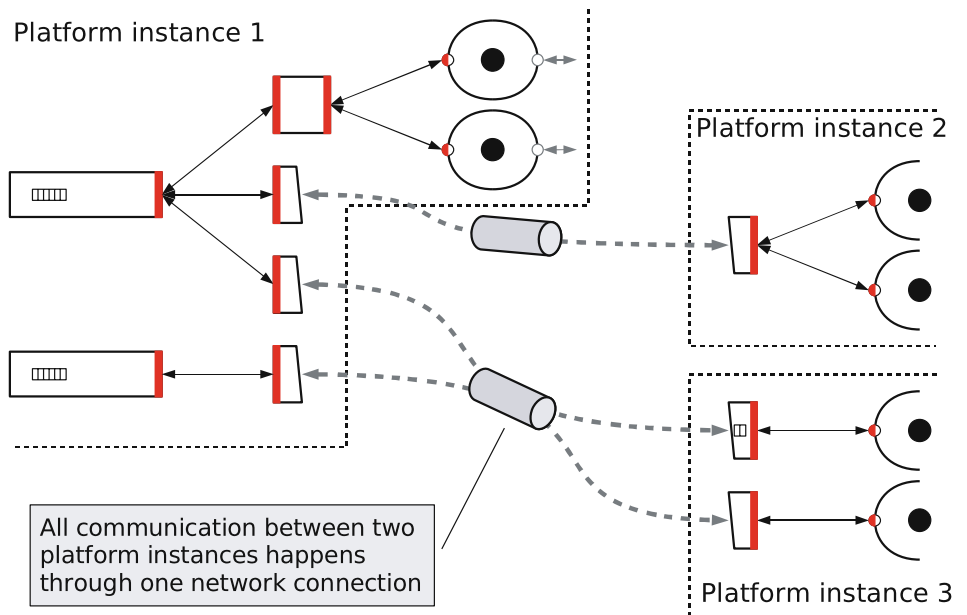 Platform instance 1
Platform instance 2
All communication between two
platform instances happens
through one network connection
Platform instance 3